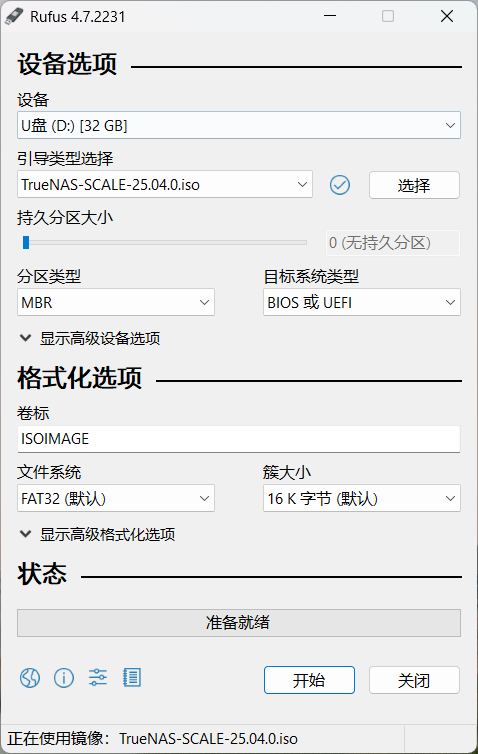 Rufus 4.7.2231
设备选项
设备
U盘 (D:) [32 GB]
引导类型选择
TrueNAS-SCALE-25.04.0.iso
选择
持久分区大小
0 (无持久分区)
分区类型
目标系统类型
MBR
BIOS 或 UEFI
显示高级设备选项
格式化选项
卷标
ISOIMAGE
文件系统
簇大小
FAT32 (默认)
16 K 字节 (默认)
显示高级格式化选项
状态
准备就绪
开始
关闭
正在使用镜像：TrueNAS-SCALE-25.04.0.iso